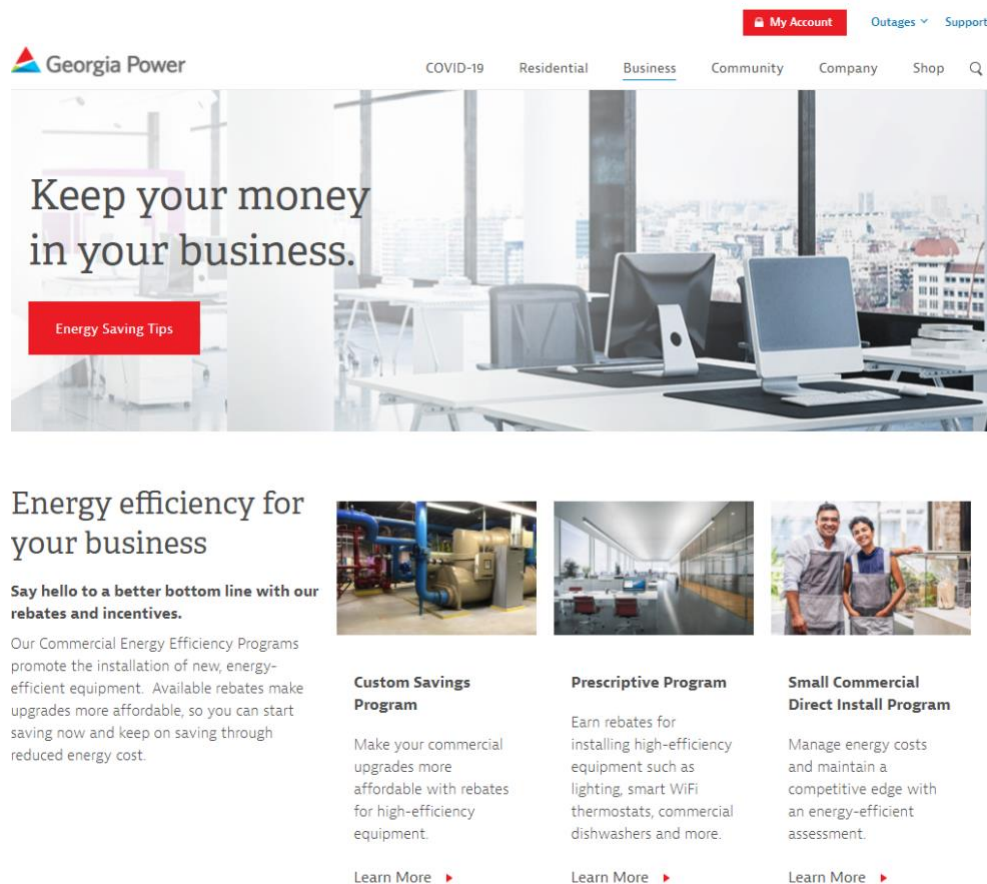 My Account
Outages
Support
Georgia Power
COVID-19
Residential
Business
Community
Company
Shop
Keep your money
in your business.
Energy Saving Tips
Energy efficiency for
your business
Say hello to a better bottom line with our
rebates and incentives.
Our Commercial Energy Efficiency Programs
promote the installation of new, energy-
efficient equipment.  Available rebates make
upgrades more affordable, so you can start
saving now and keep on saving through
reduced energy cost.
Custom Savings
Program
Make your commercial
upgrades more
affordable with rebates
for high-efficiency
equipment.
Learn More
Prescriptive Program
Earn rebates for
installing high-efficiency
equipment such as
lighting, smart WiFi
thermostats, commercial
dishwashers and more.
Learn More
Small Commercial
Direct Install Program
Manage energy costs
and maintain a
competitive edge with
an energy-efficient
assessment.
Learn More